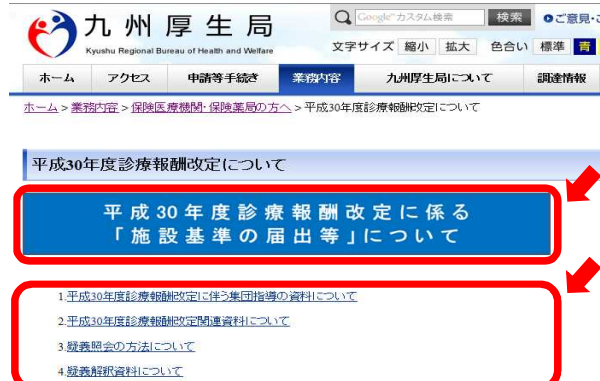 九州厚生局
Kyushu Regional Bureau of Health and Welfare
Google カスタム検索 検索 ご意見・
文字サイズ 縮小 拡大 色合い 標準 青
ホーム アクセス 申請等手続き 業務内容 九州厚生局について 調達情報
ホーム > 業務内容 > 保険医療機関・保険薬局の方へ > 平成30年度診療報酬改定について
平成30年度診療報酬改定について
平成30年度診療報酬改定に係る
「施設基準の届出等」について
1.平成30年度診療報酬改定に伴う集団指導の資料について
2.平成30年度診療報酬改定関連資料について
3.疑義照会の方法について
4.疑義解釈資料について